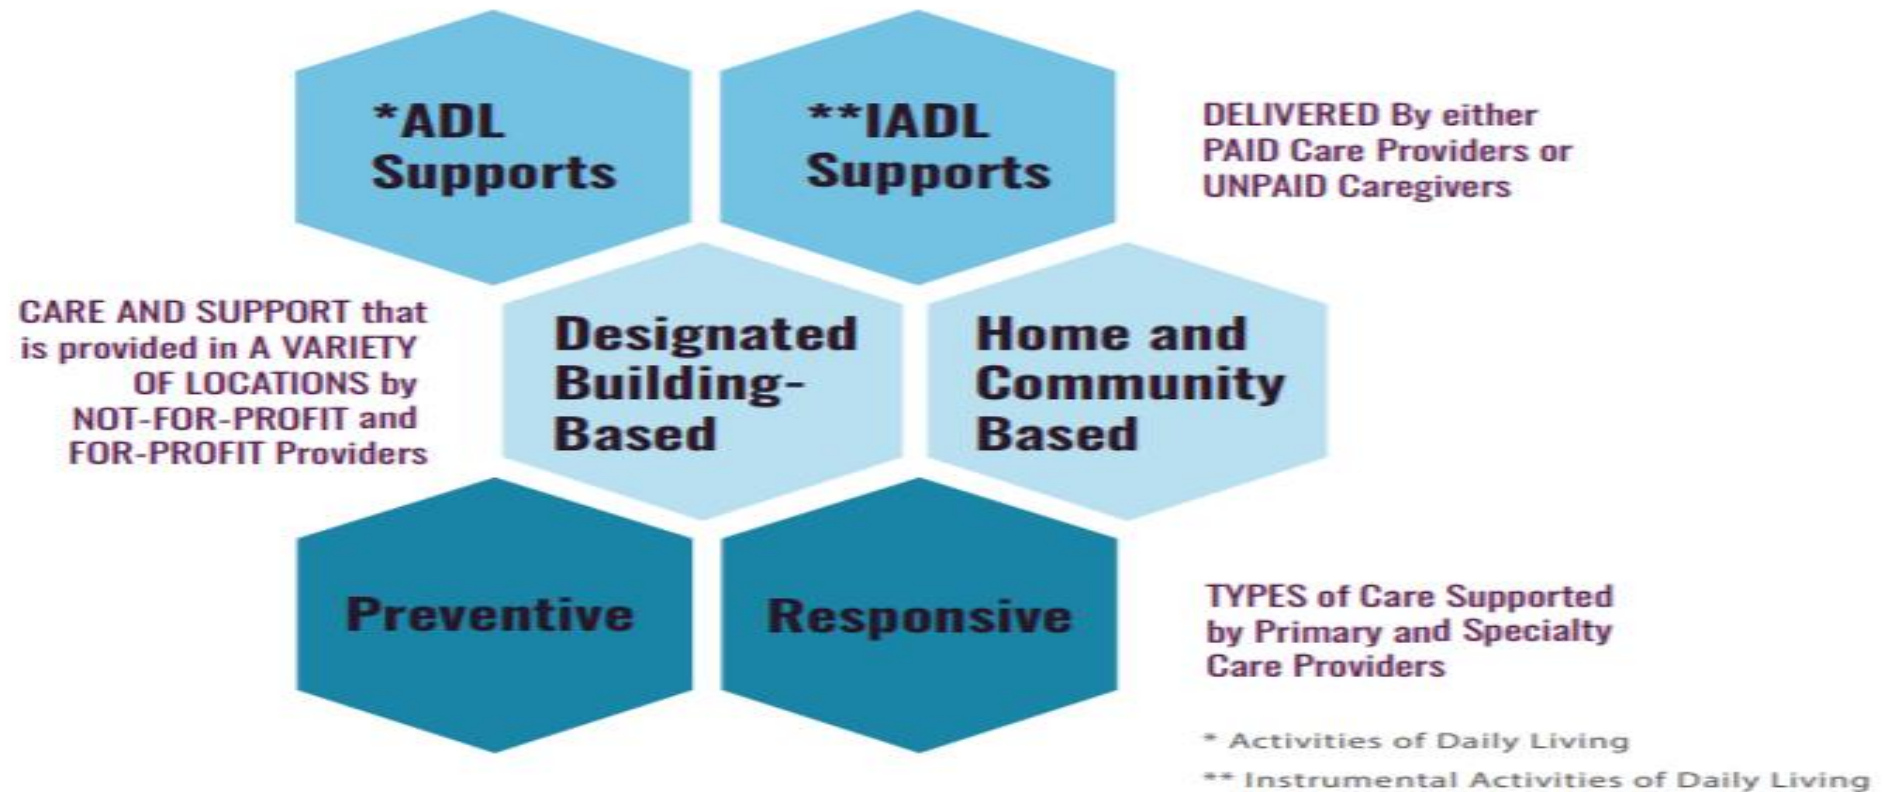 *ADL
Supports
**IADL
Supports
DELIVERED By either
PAID Care Providers or
UNPAID Caregivers
CARE AND SUPPORT that
is provided in A VARIETY
OF LOCATIONS by
NOT-FOR-PROFIT and
FOR-PROFIT Providers
Designated
Building-
Based
Home and
Community
Based
Preventive
Responsive
TYPES of Care Supported
by Primary and Specialty
Care Providers
* Activities of Daily Living
** Instrumental Activities of Daily Living